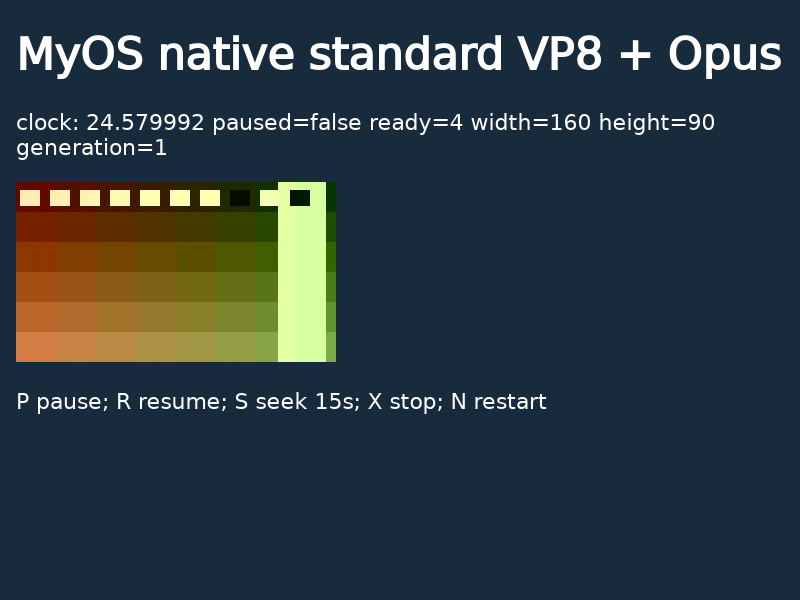 MyOS native standard VP8 + Opus
clock: 24.579992 paused=false ready=4 width=160 height=90
generation=1
P pause; R resume; S seek 15s; X stop; N restart